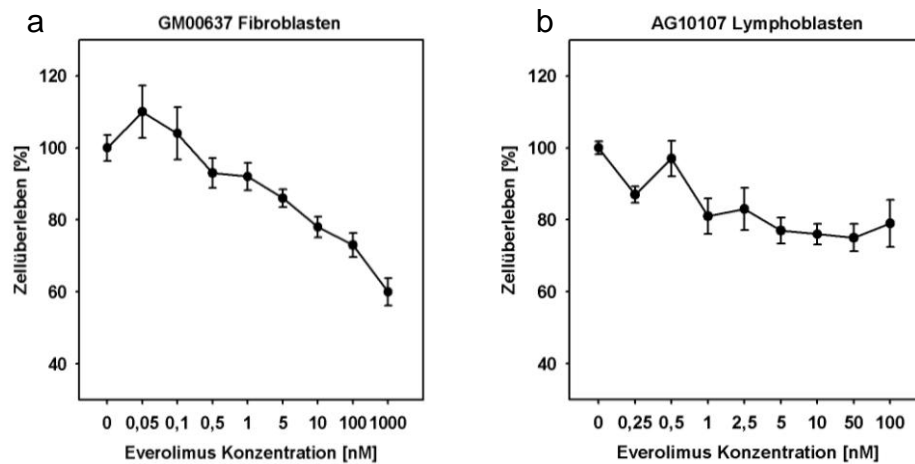 a
GM00637 Fibroblasten
120
100
80
60
40
Zellüberleben [%]
0 0,05 0,1 0,5 1 5 10 100 1000
Everolimus Konzentration [nM]
b
AG10107 Lymphoblasten
120
100
80
60
40
Zellüberleben [%]
0 0,25 0,5 1 2,5 5 10 50 100
Everolimus Konzentration [nM]